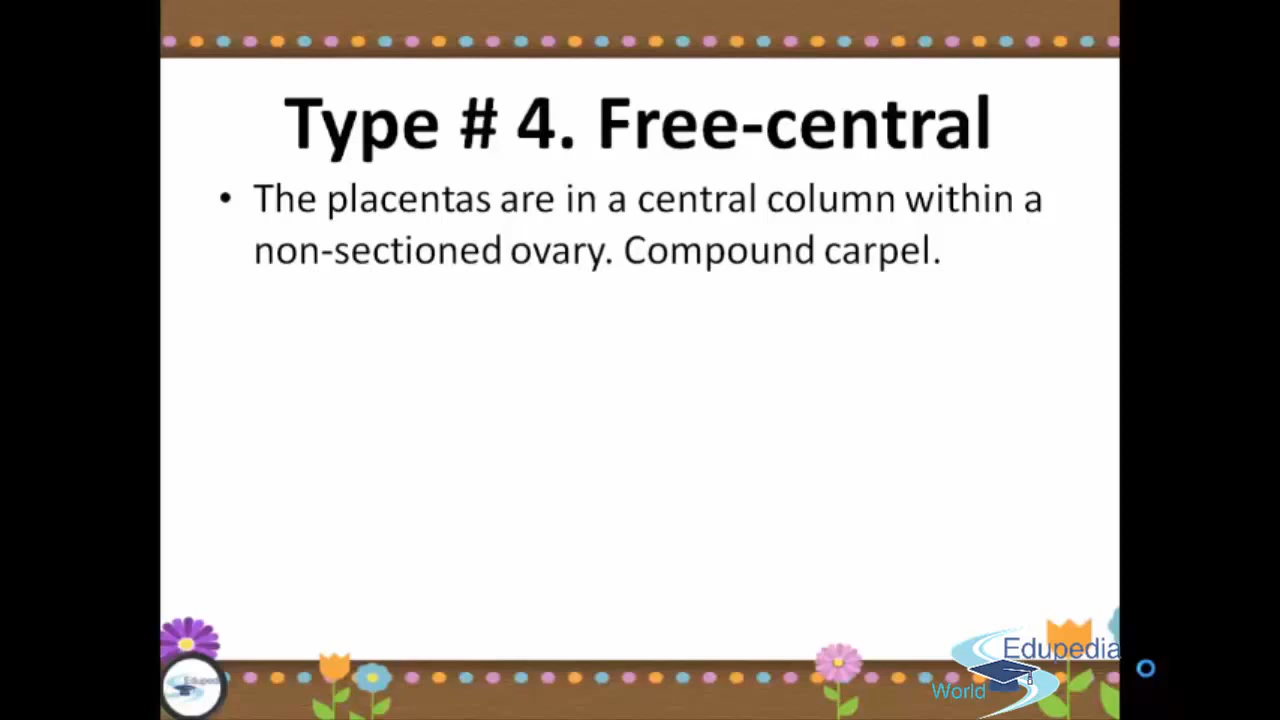 Type # 4. Free-central
• The placentas are in a central column within a
non-sectioned ovary. Compound carpel.
Edupedia
World